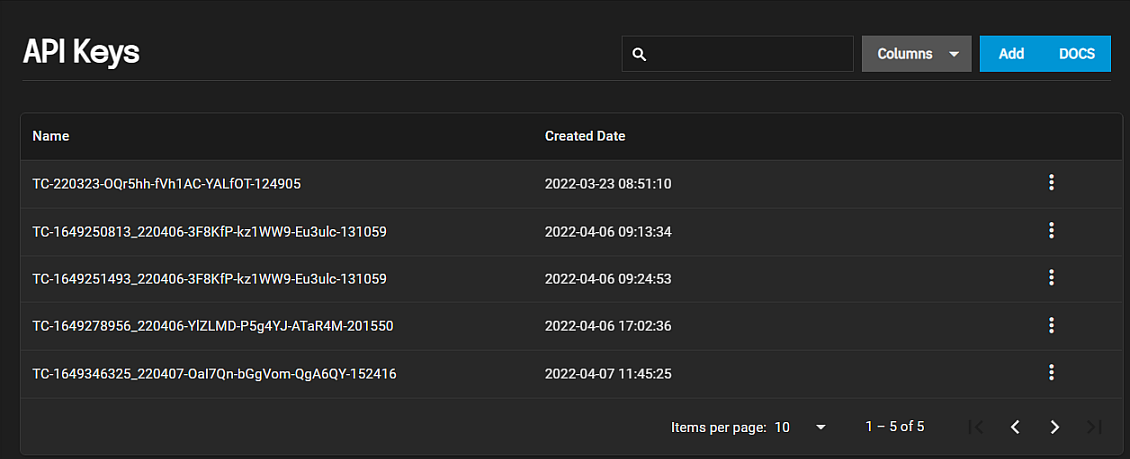 API Keys
Columns
Add
DOCS
Name Created Date
TC-220323-OQr5hh-fVh1AC-YALfOT-124905 2022-03-23 08:51:10
TC-1649250813_220406-3F8KfP-kz1WW9-Eu3ulc-131059 2022-04-06 09:13:34
TC-1649251493_220406-3F8KfP-kz1WW9-Eu3ulc-131059 2022-04-06 09:24:53
TC-1649278956_220406-YlZLMD-P5g4YJ-ATaR4M-201550 2022-04-06 17:02:36
TC-1649346325_220407-Oal7Qn-bGgVom-QgA6QY-152416 2022-04-07 11:45:25
Items per page: 10 1 – 5 of 5